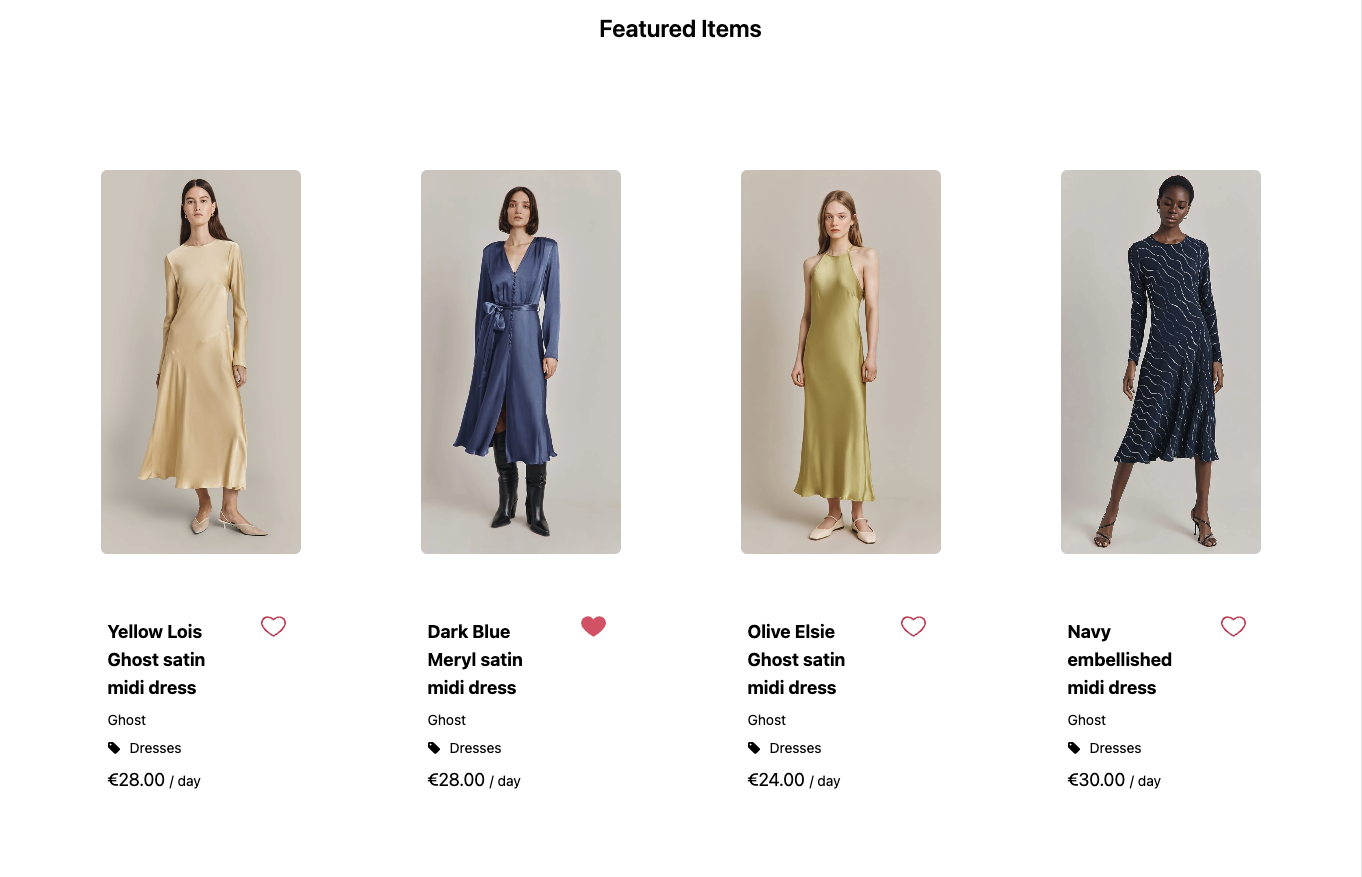 Featured Items
Yellow Lois
Ghost satin
midi dress
Ghost
Dresses
€28.00 / day
Dark Blue
Meryl satin
midi dress
Ghost
Dresses
€28.00 / day
Olive Elsie
Ghost satin
midi dress
Ghost
Dresses
€24.00 / day
Navy
embellished
midi dress
Ghost
Dresses
€30.00 / day